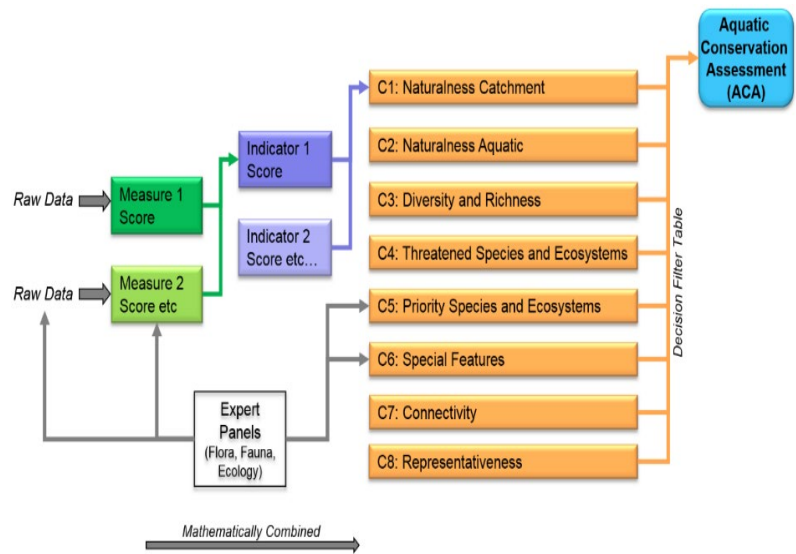 Aquatic
Conservation
Assessment
(ACA)
C1: Naturalness Catchment
C2: Naturalness Aquatic
C3: Diversity and Richness
C4: Threatened Species and Ecosystems
C5: Priority Species and Ecosystems
C6: Special Features
C7: Connectivity
C8: Representativeness
Decision Filter Table
Indicator 1
Score
Indicator 2
Score etc...
Raw Data
Measure 1
Score
Raw Data
Measure 2
Score etc
Expert
Panels
(Flora, Fauna,
Ecology)
Mathematically Combined